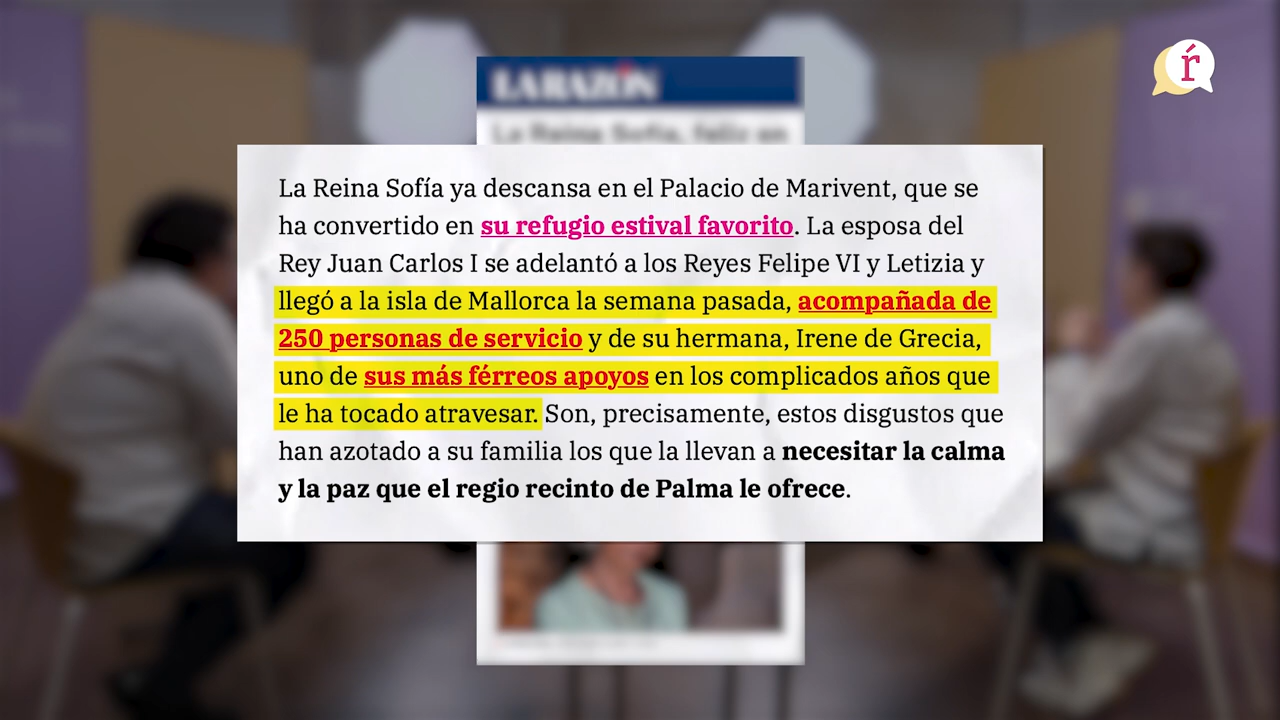 ŕ
LA RAZÓN
La Reina Sofía, feliz en
La Reina Sofía ya descansa en el Palacio de Marivent, que se
ha convertido en su refugio estival favorito. La esposa del
Rey Juan Carlos I se adelantó a los Reyes Felipe VI y Letizia y
llegó a la isla de Mallorca la semana pasada, acompañada de
250 personas de servicio y de su hermana, Irene de Grecia,
uno de sus más férreos apoyos en los complicados años que
le ha tocado atravesar. Son, precisamente, estos disgustos que
han azotado a su familia los que la llevan a necesitar la calma
y la paz que el regio recinto de Palma le ofrece.